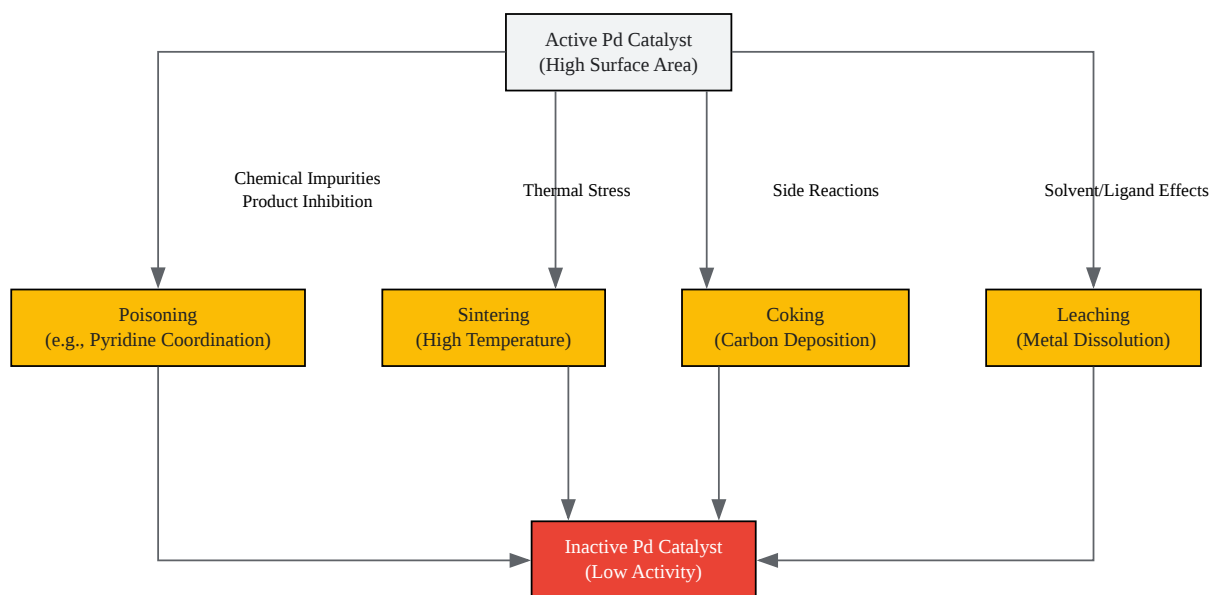 Active Pd Catalyst
(High Surface Area)
Chemical Impurities
Product Inhibition
Thermal Stress
Side Reactions
Solvent/Ligand Effects
Poisoning
(e.g., Pyridine Coordination)
Sintering
(High Temperature)
Coking
(Carbon Deposition)
Leaching
(Metal Dissolution)
Inactive Pd Catalyst
(Low Activity)